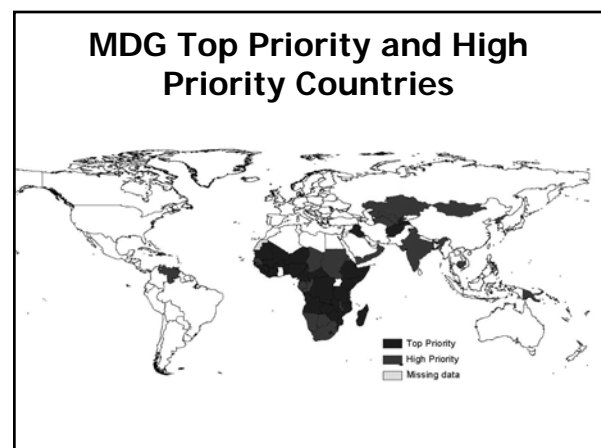 MDG Top Priority and High
Priority Countries
Top Priority
High Priority
Missing data